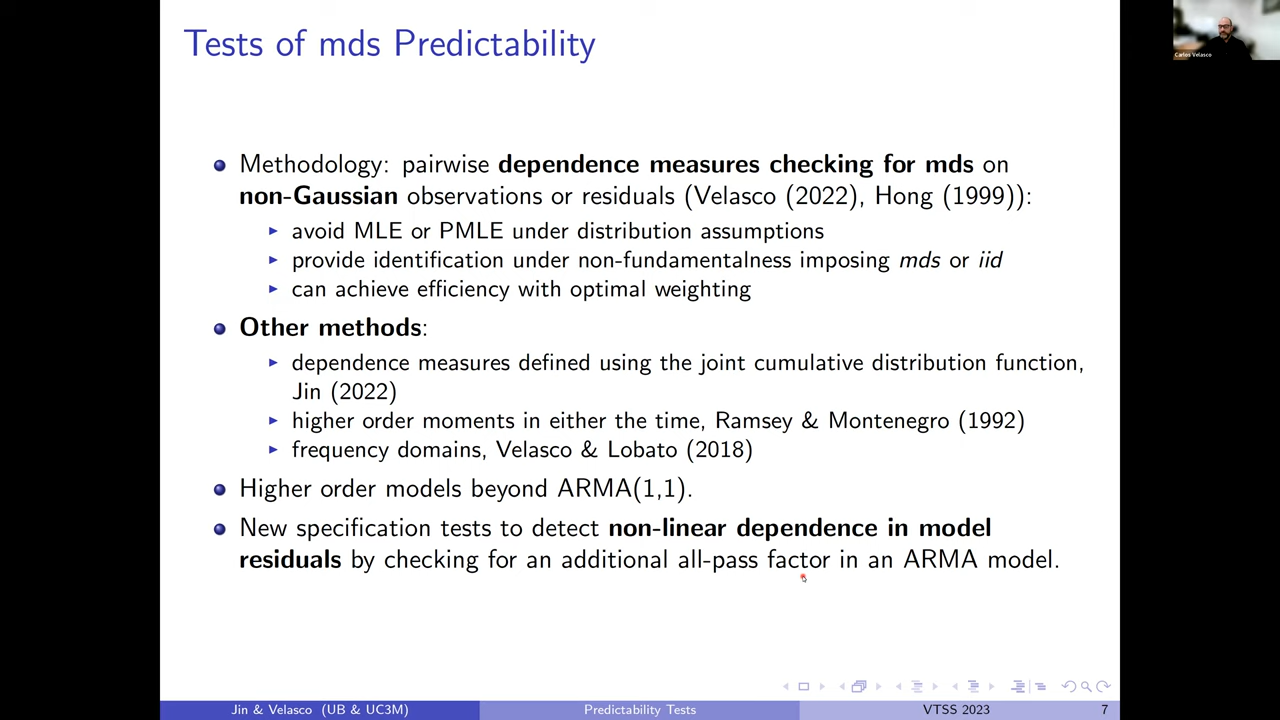 Tests of mds Predictability
Carlos Velasco
Methodology: pairwise dependence measures checking for mds on
non-Gaussian observations or residuals (Velasco (2022), Hong (1999)):
avoid MLE or PMLE under distribution assumptions
provide identification under non-fundamentalness imposing mds or iid
can achieve efficiency with optimal weighting
Other methods:
dependence measures defined using the joint cumulative distribution function,
Jin (2022)
higher order moments in either the time, Ramsey & Montenegro (1992)
frequency domains, Velasco & Lobato (2018)
Higher order models beyond ARMA(1,1).
New specification tests to detect non-linear dependence in model
residuals by checking for an additional all-pass factor in an ARMA model.
Jin & Velasco (UB & UC3M) Predictability Tests VTSS 2023 7